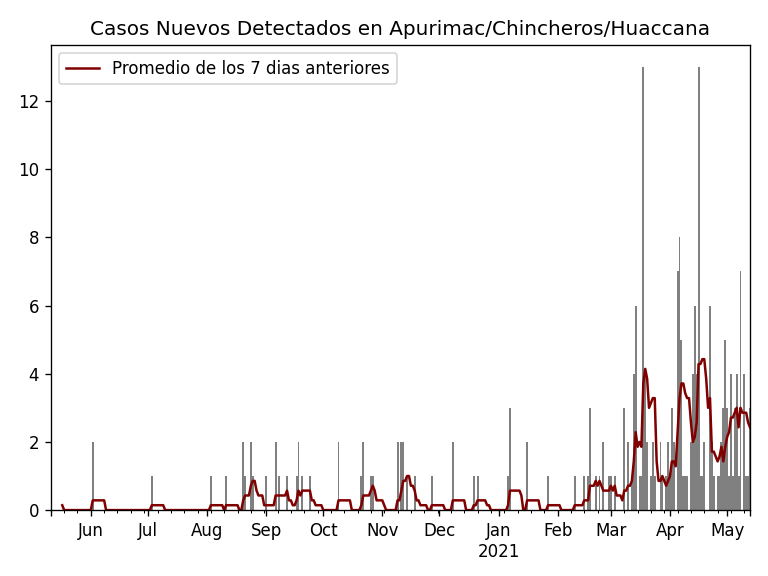 Casos Nuevos Detectados en Apurimac/Chincheros/Huaccana
Promedio de los 7 dias anteriores
12
10
8
6
4
2
0
Jun Jul Aug Sep Oct Nov Dec Jan Feb Mar Apr May
2021